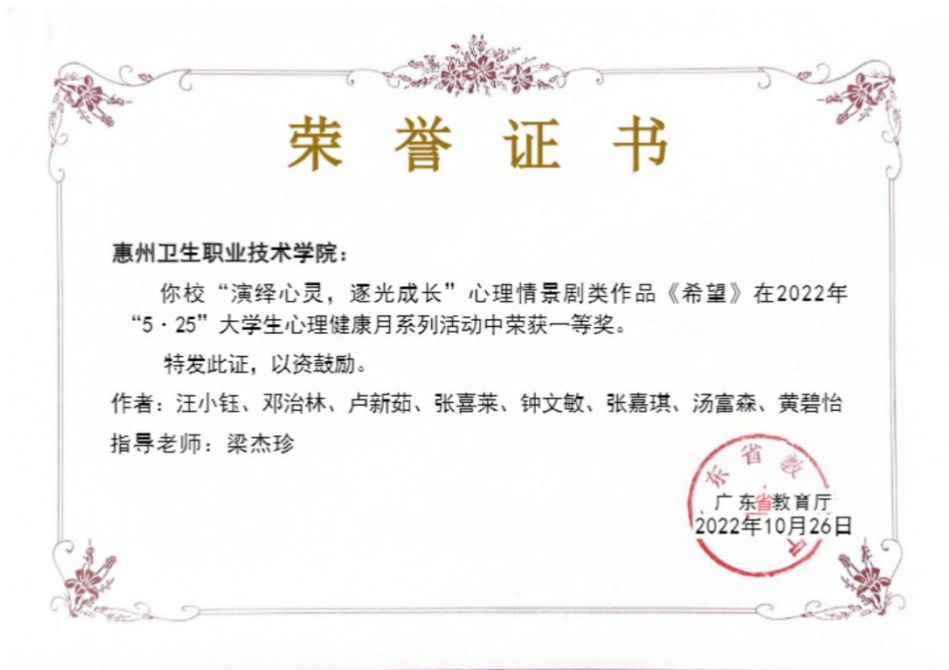 荣誉证书
惠州卫生职业技术学院：
你校“演绎心灵，逐光成长”心理情景剧类作品《希望》在2022年
“5·25”大学生心理健康月系列活动中荣获一等奖。
特发此证，以资鼓励。
作者：汪小钰、邓治林、卢新茹、张喜莱、钟文敏、张嘉琪、汤富森、黄碧怡
指导老师：梁杰珍
东省教
广东省教育厅
2022年10月26日